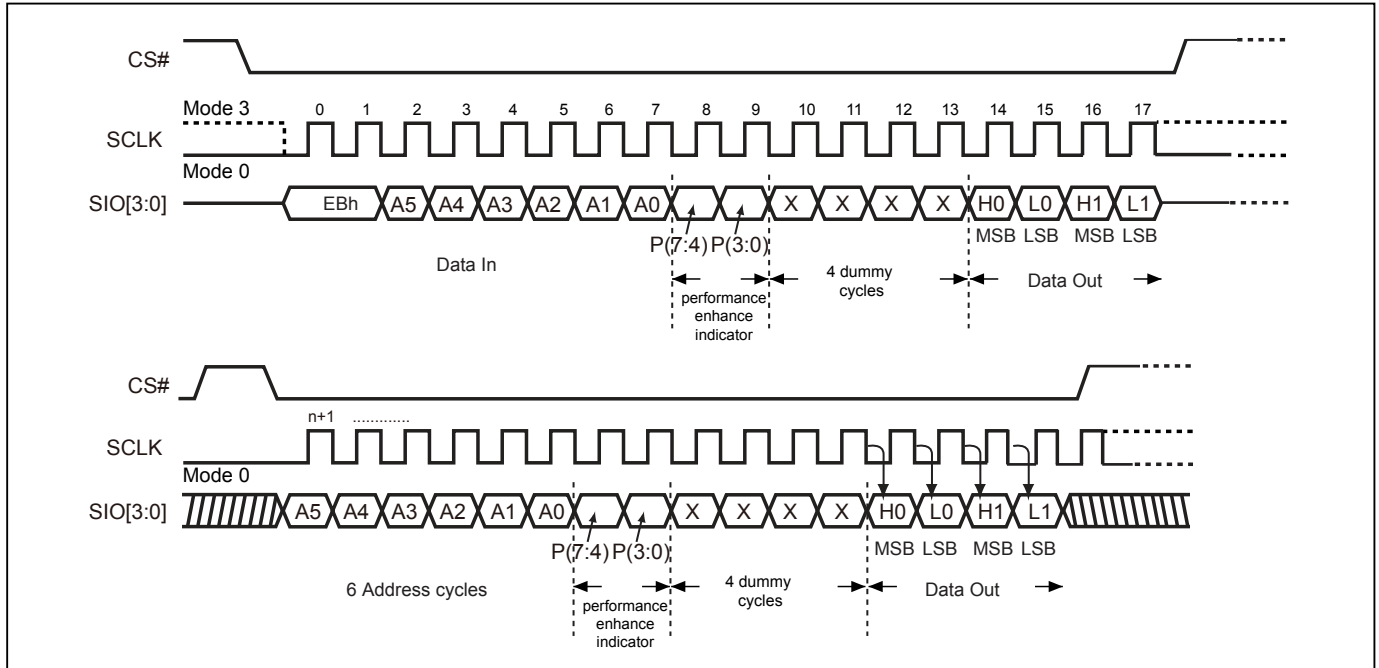 CS#
Mode 3
0 1 2 3 4 5 6 7 8 9 10 11 12 13 14 15 16 17
SCLK
Mode 0
SIO[3:0]
EBh A5 A4 A3 A2 A1 A0 X X X X H0 L0 H1 L1
MSB LSB MSB LSB
P(7:4) P(3:0)
Data In
4 dummy
cycles
Data Out
performance
enhance
indicator
CS#
n+1 .............
SCLK
Mode 0
SIO[3:0]
A5 A4 A3 A2 A1 A0 X X X X H0 L0 H1 L1
P(7:4) P(3:0)
MSB LSB MSB LSB
6 Address cycles
4 dummy
cycles
Data Out
performance
enhance
indicator